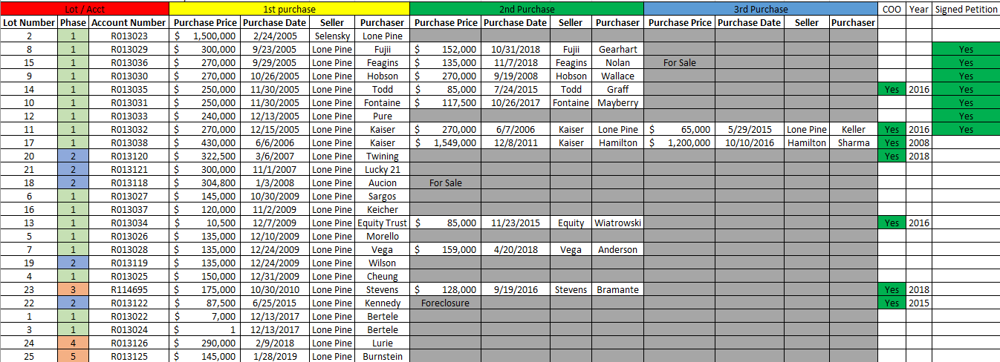 Lot / Acct 1st purchase 2nd Purchase 3rd Purchase COO Year Signed Petition
Lot Number Phase Account Number Purchase Price Purchase Date Seller Purchaser Purchase Price Purchase Date Seller Purchaser Purchase Price Purchase Date Seller Purchaser
2 1 R013023 $ 1,500,000 2/24/2005 Selensky Lone Pine
8 1 R013029 $ 300,000 9/23/2005 Lone Pine Fujii $ 152,000 10/31/2018 Fujii Gearhart Yes
15 1 R013036 $ 270,000 9/29/2005 Lone Pine Feagins $ 135,000 11/7/2018 Feagins Nolan For Sale Yes
9 1 R013030 $ 270,000 10/26/2005 Lone Pine Hobson $ 270,000 9/19/2008 Hobson Wallace Yes
14 1 R013035 $ 250,000 11/30/2005 Lone Pine Todd $ 85,000 7/24/2015 Todd Graff Yes 2016 Yes
10 1 R013031 $ 250,000 11/30/2005 Lone Pine Fontaine $ 117,500 10/26/2017 Fontaine Mayberry Yes
12 1 R013033 $ 240,000 12/13/2005 Lone Pine Pure Yes
11 1 R013032 $ 270,000 12/15/2005 Lone Pine Kaiser $ 270,000 6/7/2006 Kaiser Lone Pine $ 65,000 5/29/2015 Lone Pine Keller Yes 2016 Yes
17 1 R013038 $ 430,000 6/6/2006 Lone Pine Kaiser $ 1,549,000 12/8/2011 Kaiser Hamilton $ 1,200,000 10/10/2016 Hamilton Sharma Yes 2008
20 2 R013120 $ 322,500 3/6/2007 Lone Pine Twining Yes 2018
21 2 R013121 $ 300,000 11/1/2007 Lone Pine Lucky 21
18 2 R013118 $ 304,800 1/3/2008 Lone Pine Aucion For Sale
6 1 R013027 $ 145,000 10/30/2009 Lone Pine Sargos
16 1 R013037 $ 120,000 11/2/2009 Lone Pine Keicher
13 1 R013034 $ 10,500 12/7/2009 Lone Pine Equity Trust $ 85,000 11/23/2015 Equity Wiatrowski Yes 2016
5 1 R013026 $ 135,000 12/10/2009 Lone Pine Morello
7 1 R013028 $ 135,000 12/24/2009 Lone Pine Vega $ 159,000 4/20/2018 Vega Anderson
19 2 R013119 $ 135,000 12/24/2009 Lone Pine Wilson
4 1 R013025 $ 150,000 12/31/2009 Lone Pine Cheung
23 3 R114695 $ 175,000 10/30/2010 Lone Pine Stevens $ 128,000 9/19/2016 Stevens Bramante Yes 2018
22 2 R013122 $ 87,500 6/25/2015 Lone Pine Kennedy Foreclosure Yes 2015
1 1 R013022 $ 7,000 12/13/2017 Lone Pine Bertele
3 1 R013024 $ 1 12/13/2017 Lone Pine Bertele
24 4 R013126 $ 290,000 2/9/2018 Lone Pine Lurie
25 5 R013125 $ 145,000 1/28/2019 Lone Pine Burnstein